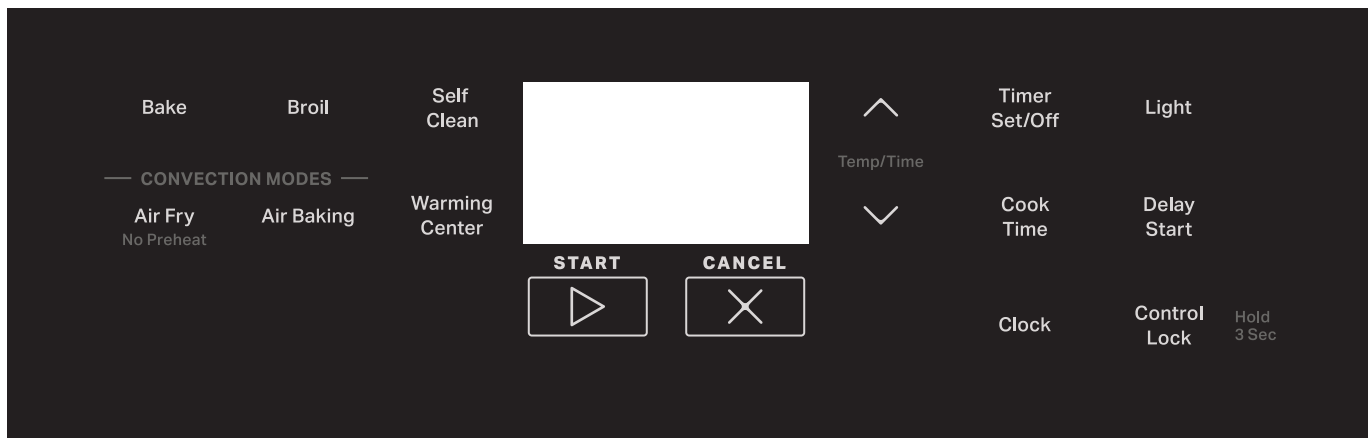 Bake
Broil
Self
Clean
CONVECTION MODES
Air Fry
No Preheat
Air Baking
Warming
Center
START
CANCEL
Temp/Time
Timer
Set/Off
Light
Cook
Time
Delay
Start
Clock
Control
Lock
Hold
3 Sec